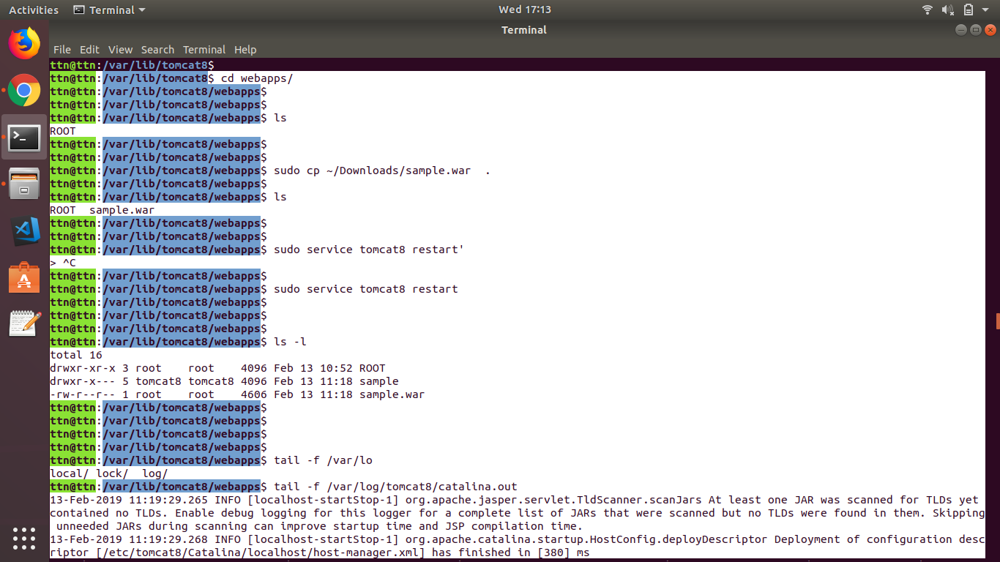 Activities Terminal Wed 17:13
Terminal
File Edit View Search Terminal Help
ttn@ttn:/var/lib/tomcat8$
ttn@ttn:/var/lib/tomcat8$ cd webapps/
ttn@ttn:/var/lib/tomcat8/webapps$
ttn@ttn:/var/lib/tomcat8/webapps$
ttn@ttn:/var/lib/tomcat8/webapps$ ls
ROOT
ttn@ttn:/var/lib/tomcat8/webapps$
ttn@ttn:/var/lib/tomcat8/webapps$
ttn@ttn:/var/lib/tomcat8/webapps$ sudo cp ~/Downloads/sample.war  .
ttn@ttn:/var/lib/tomcat8/webapps$
ttn@ttn:/var/lib/tomcat8/webapps$ ls
ROOT  sample.war
ttn@ttn:/var/lib/tomcat8/webapps$
ttn@ttn:/var/lib/tomcat8/webapps$
ttn@ttn:/var/lib/tomcat8/webapps$ sudo service tomcat8 restart'
> ^C
ttn@ttn:/var/lib/tomcat8/webapps$
ttn@ttn:/var/lib/tomcat8/webapps$ sudo service tomcat8 restart
ttn@ttn:/var/lib/tomcat8/webapps$
ttn@ttn:/var/lib/tomcat8/webapps$
ttn@ttn:/var/lib/tomcat8/webapps$
ttn@ttn:/var/lib/tomcat8/webapps$ ls -l
total 16
drwxr-xr-x 3 root    root    4096 Feb 13 10:52 ROOT
drwxr-x--- 5 tomcat8 tomcat8 4096 Feb 13 11:18 sample
-rw-r--r-- 1 root    root    4606 Feb 13 11:18 sample.war
ttn@ttn:/var/lib/tomcat8/webapps$
ttn@ttn:/var/lib/tomcat8/webapps$
ttn@ttn:/var/lib/tomcat8/webapps$
ttn@ttn:/var/lib/tomcat8/webapps$
ttn@ttn:/var/lib/tomcat8/webapps$ tail -f /var/lo
local/ lock/  log/
ttn@ttn:/var/lib/tomcat8/webapps$ tail -f /var/log/tomcat8/catalina.out
13-Feb-2019 11:19:29.265 INFO [localhost-startStop-1] org.apache.jasper.servlet.TldScanner.scanJars At least one JAR was scanned for TLDs yet
contained no TLDs. Enable debug logging for this logger for a complete list of JARs that were scanned but no TLDs were found in them. Skipping
 unneeded JARs during scanning can improve startup time and JSP compilation time.
13-Feb-2019 11:19:29.268 INFO [localhost-startStop-1] org.apache.catalina.startup.HostConfig.deployDescriptor Deployment of configuration desc
riptor [/etc/tomcat8/Catalina/localhost/host-manager.xml] has finished in [380] ms